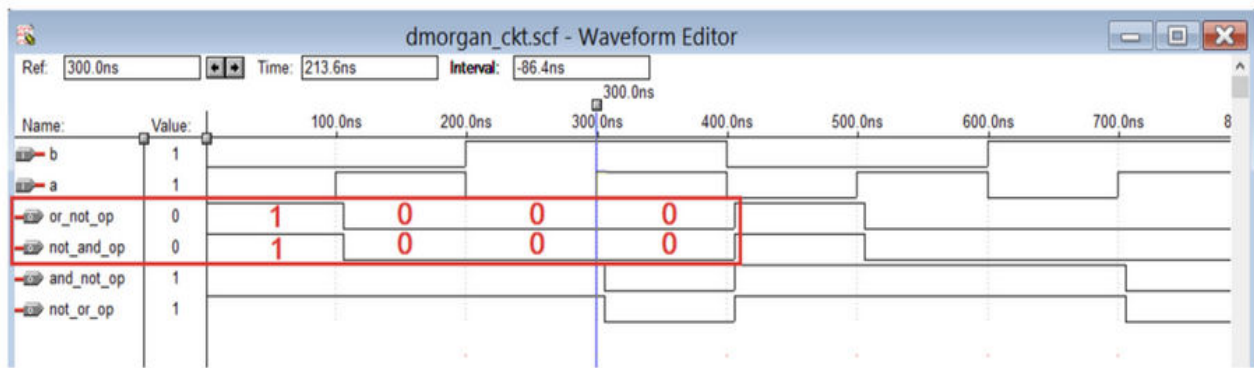 dmorgan_ckt.scf - Waveform Editor
Ref: 300.0ns Time: 213.6ns Interval: -86.4ns
300.0ns
Name: Value: 100.0ns 200.0ns 300.0ns 400.0ns 500.0ns 600.0ns 700.0ns 8
b 1
a 1
or_not_op 0 1 0 0 0
not_and_op 0 1 0 0 0
and_not_op 1
not_or_op 1